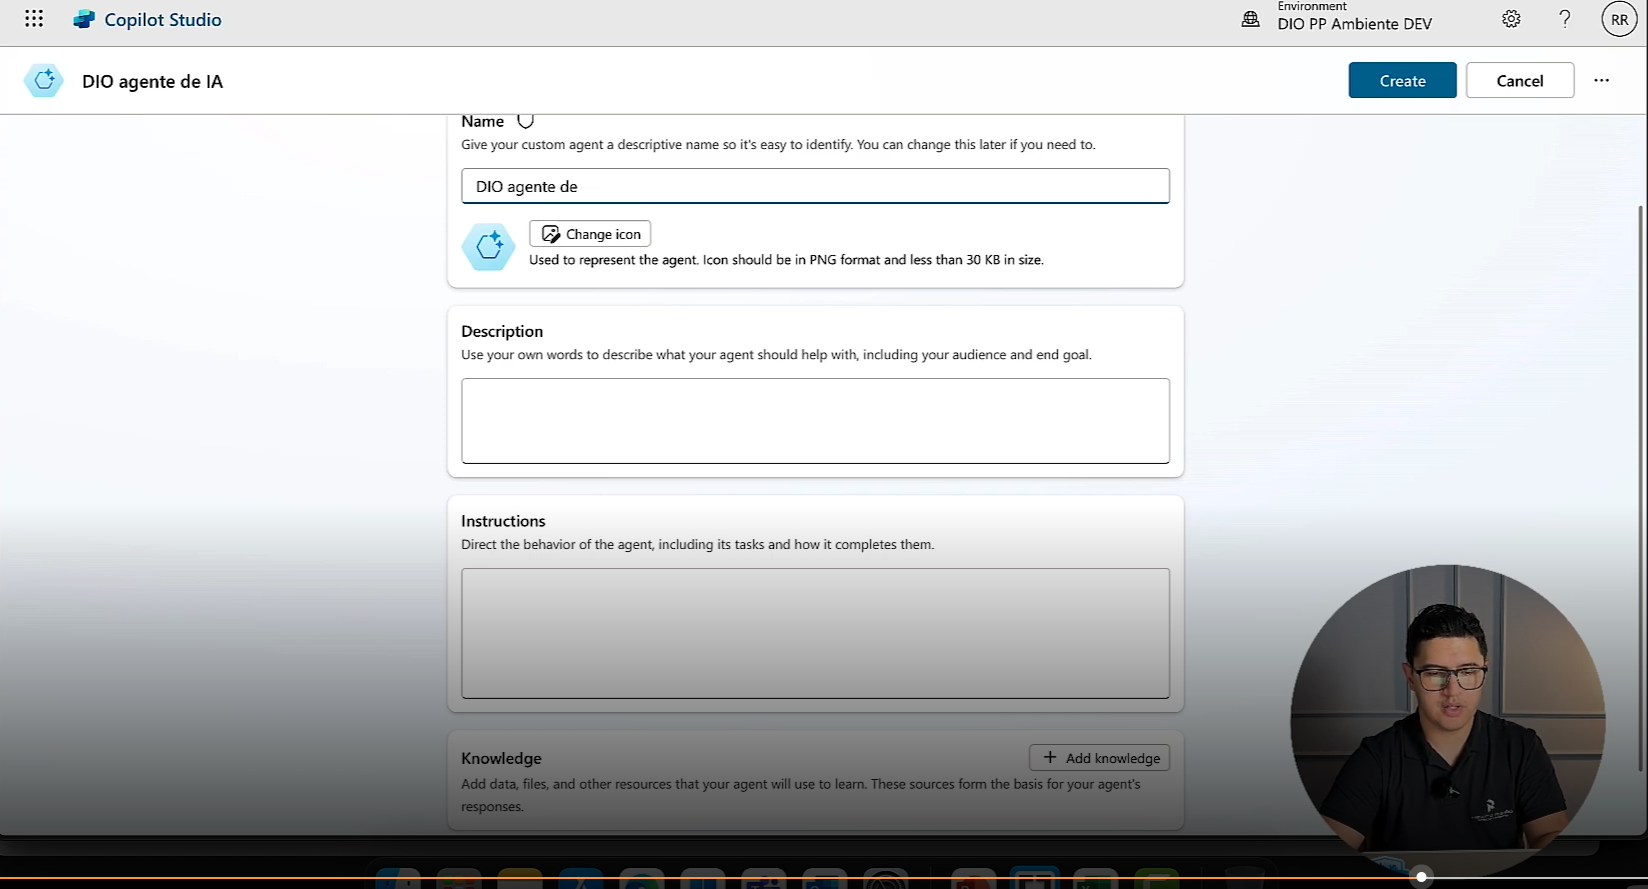 Copilot Studio
Environment
DIO PP Ambiente DEV
RR
DIO agente de IA
Create
Cancel
Name
Give your custom agent a descriptive name so it's easy to identify. You can change this later if you need to.
DIO agente de
Change icon
Used to represent the agent. Icon should be in PNG format and less than 30 KB in size.
Description
Use your own words to describe what your agent should help with, including your audience and end goal.
Instructions
Direct the behavior of the agent, including its tasks and how it completes them.
Knowledge
Add knowledge
Add data, files, and other resources that your agent will use to learn. These sources form the basis for your agent's
responses.